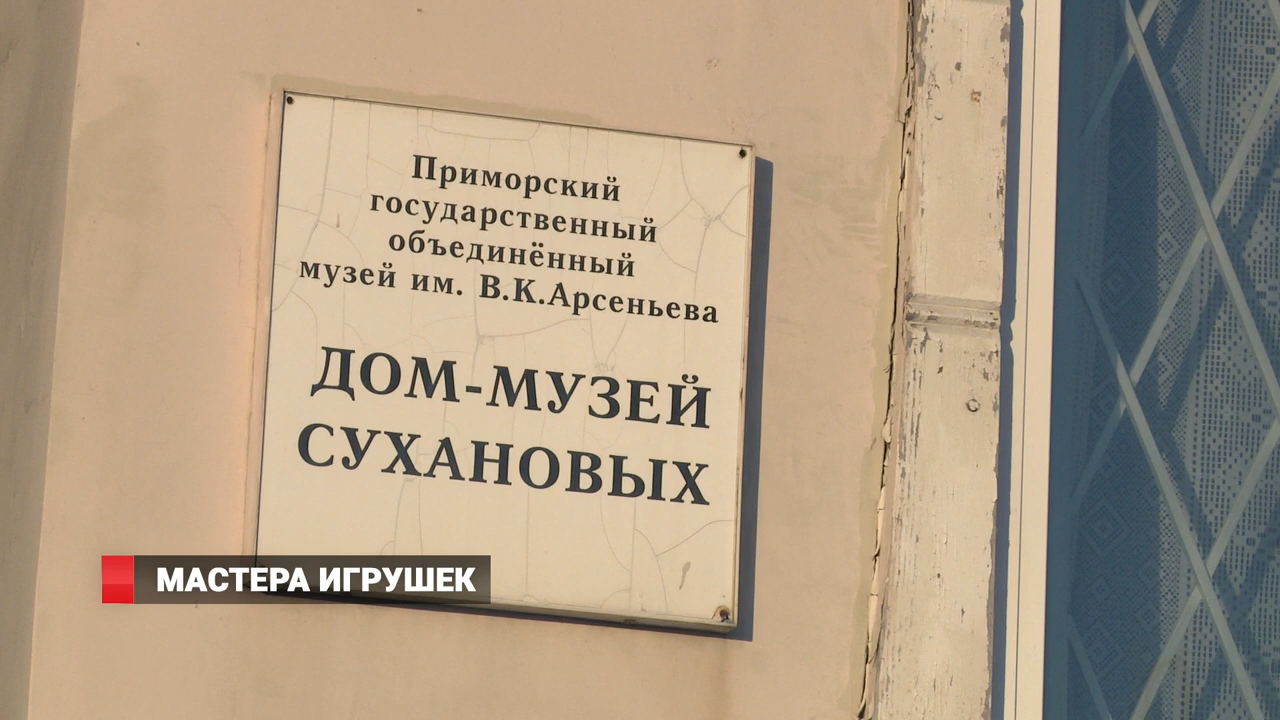 Приморский
государственный
объединённый
музей им. В.К.Арсеньева
ДОМ-МУЗЕЙ
СУХАНОВЫХ
МАСТЕРА ИГРУШЕК